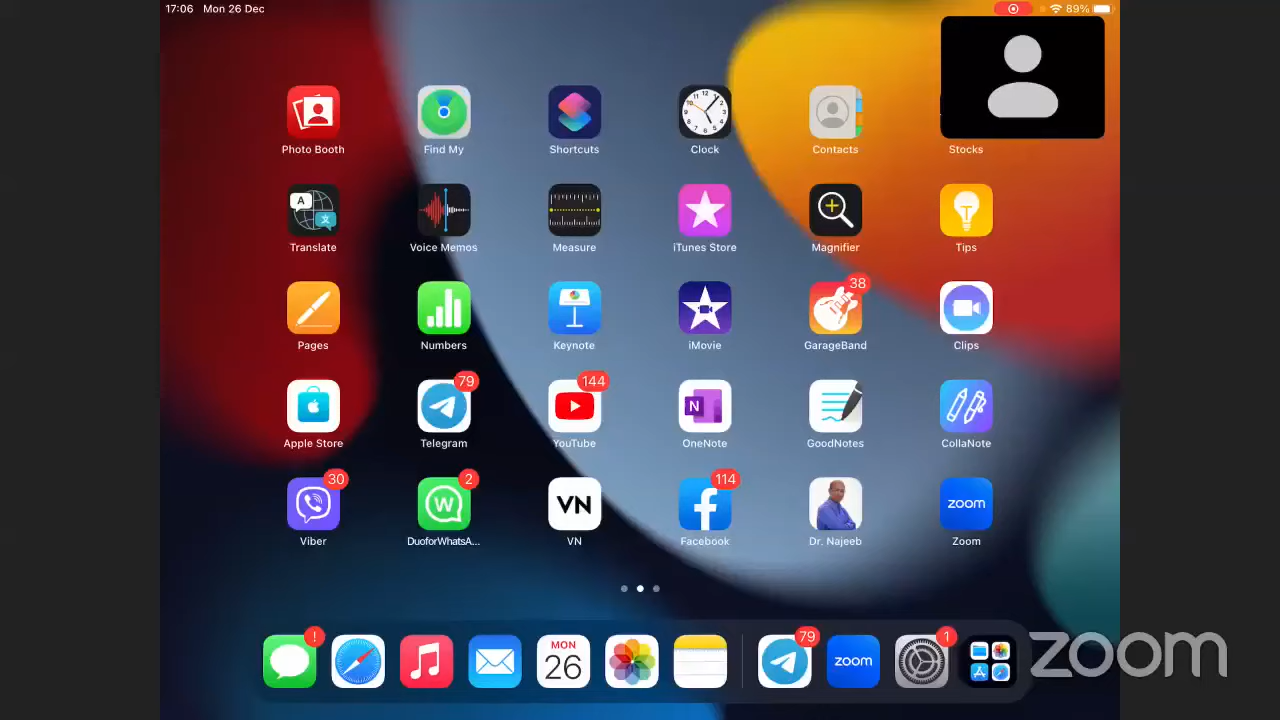 17:06 Mon 26 Dec
89%
Photo Booth
Find My
Shortcuts
Clock
Contacts
Stocks
Translate
Voice Memos
Measure
iTunes Store
Magnifier
Tips
38
Pages
Numbers
Keynote
iMovie
GarageBand
Clips
79
144
N
Apple Store
Telegram
YouTube
OneNote
GoodNotes
CollaNote
30
2
114
W
VN
zoom
Viber
DuoforWhatsA...
VN
Facebook
Dr. Najeeb
Zoom
!
79
1
MON
26
zoom
zoom